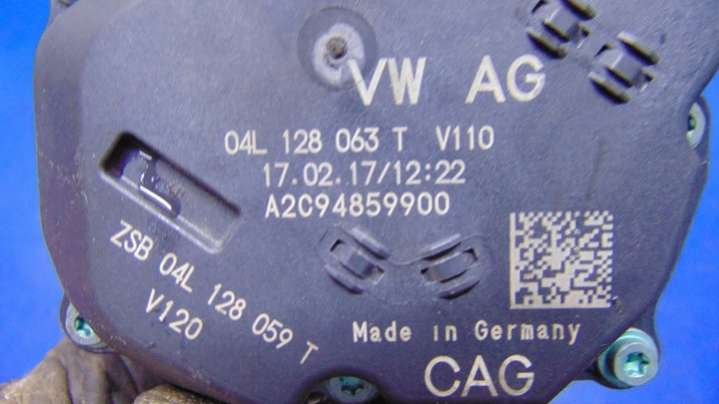 VW AG
04L 128 063 T V110
17.02.17/12:22
A2C94859900
ZSB 04L 128 059 T
V120
Made in Germany
CAG